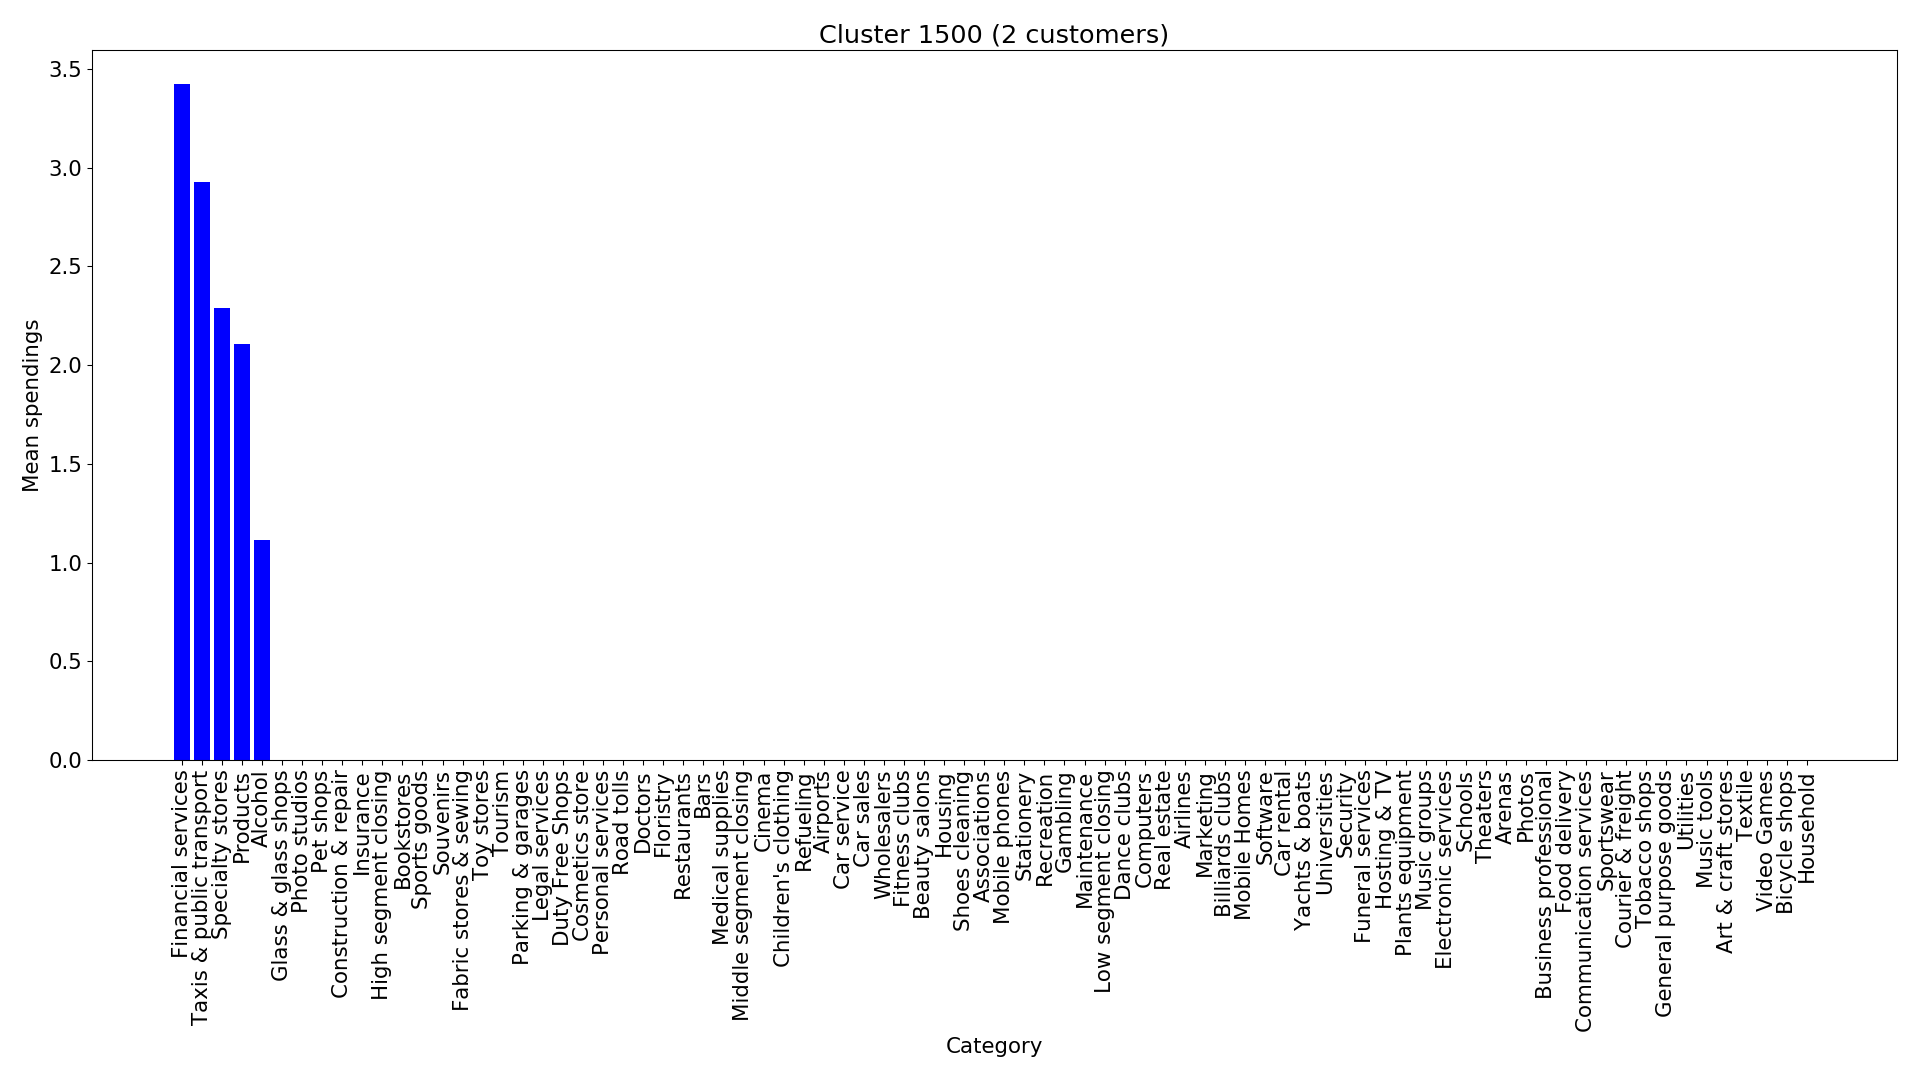 Cluster 1500 (2 customers)
3.5
3.0
2.5
2.0
1.5
1.0
0.5
0.0
Mean spendings
Financial services
Taxis & public transport
Specialty stores
Products
Alcohol
Glass & glass shops
Photo studios
Pet shops
Construction & repair
Insurance
High segment closing
Bookstores
Sports goods
Souvenirs
Fabric stores & sewing
Toy stores
Tourism
Parking & garages
Legal services
Duty Free Shops
Cosmetics store
Personal services
Road tolls
Doctors
Floristry
Restaurants
Bars
Medical supplies
Middle segment closing
Cinema
Children's clothing
Refueling
Airports
Car service
Car sales
Wholesalers
Fitness clubs
Beauty salons
Housing
Shoes cleaning
Associations
Mobile phones
Stationery
Recreation
Gambling
Maintenance
Low segment closing
Dance clubs
Computers
Real estate
Airlines
Marketing
Billiards clubs
Mobile Homes
Software
Car rental
Yachts & boats
Universities
Security
Funeral services
Hosting & TV
Plants equipment
Music groups
Electronic services
Schools
Theaters
Arenas
Photos
Business professional
Food delivery
Communication services
Sportswear
Courier & freight
Tobacco shops
General purpose goods
Utilities
Music tools
Art & craft stores
Textile
Video Games
Bicycle shops
Household
Category